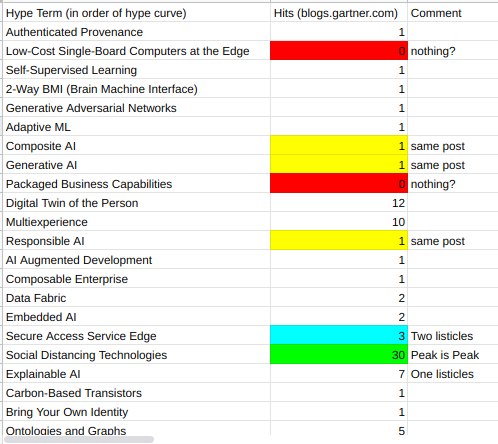 Hype Term (in order of hype curve) Hits (blogs.gartner.com) Comment
Authenticated Provenance 1
Low-Cost Single-Board Computers at the Edge 0 nothing?
Self-Supervised Learning 1
2-Way BMI (Brain Machine Interface) 1
Generative Adversarial Networks 1
Adaptive ML 1
Composite AI 1 same post
Generative AI 1 same post
Packaged Business Capabilities 0 nothing?
Digital Twin of the Person 12
Multiexperience 10
Responsible AI 1 same post
AI Augmented Development 1
Composable Enterprise 1
Data Fabric 2
Embedded AI 2
Secure Access Service Edge 3 Two listicles
Social Distancing Technologies 30 Peak is Peak
Explainable AI 7 One listicles
Carbon-Based Transistors 1
Bring Your Own Identity 1
Ontologies and Graphs 5